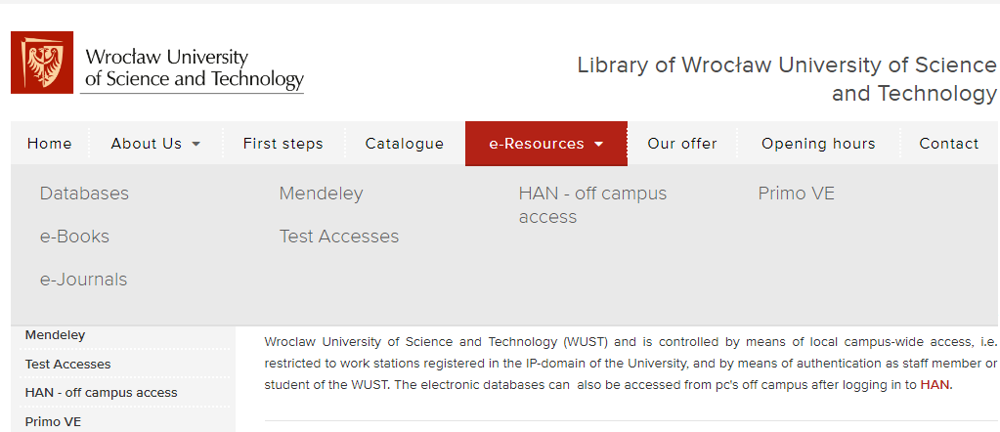 Wrocław University
of Science and Technology
Library of Wrocław University of Science
and Technology
Home About Us First steps Catalogue e-Resources Our offer Opening hours Contact
Databases
e-Books
e-Journals
Mendeley
Test Accesses
HAN - off campus
access
Primo VE
Mendeley
Test Accesses
HAN - off campus access
Primo VE
Wroclaw University of Science and Technology (WUST) and is controlled by means of local campus-wide access, i.e.
restricted to work stations registered in the IP-domain of the University, and by means of authentication as staff member or
student of the WUST. The electronic databases can also be accessed from pc's off campus after logging in to HAN.